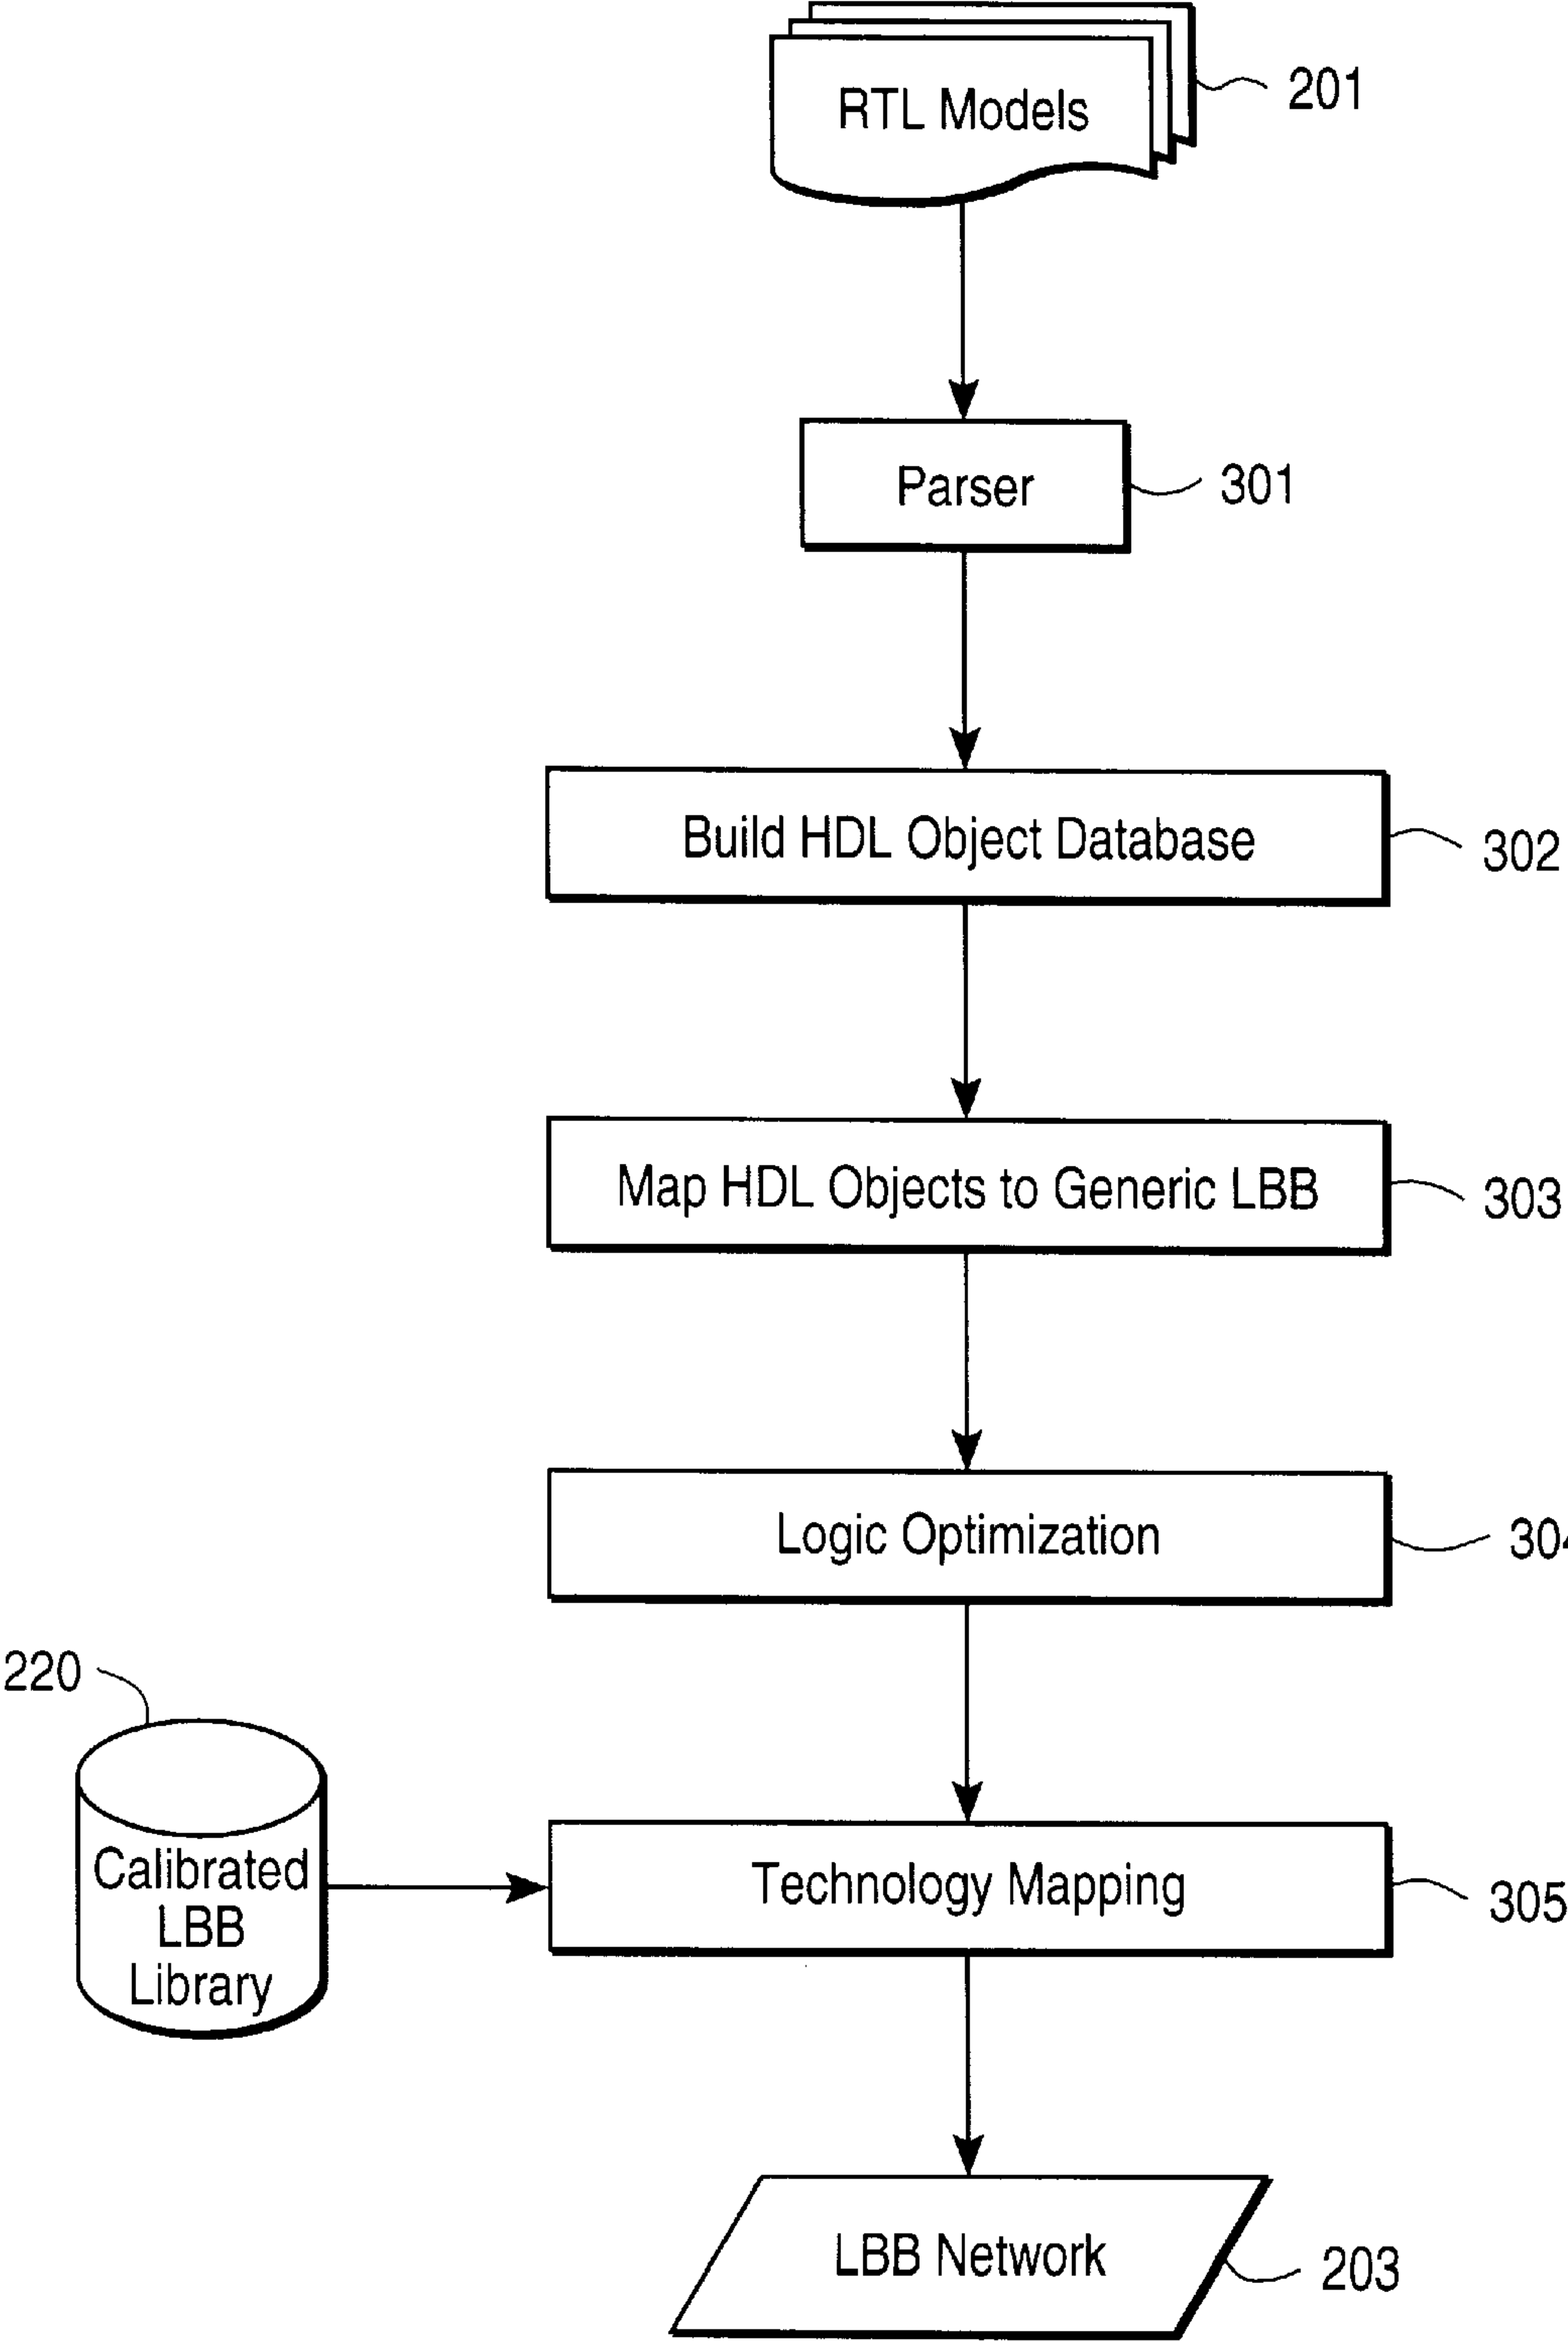 RTL Models
201
Parser
301
Build HDL Object Database
302
Map HDL Objects to Generic LBB
303
Logic Optimization
304
220
Calibrated
LBB
Library
Technology Mapping
305
LBB Network
203